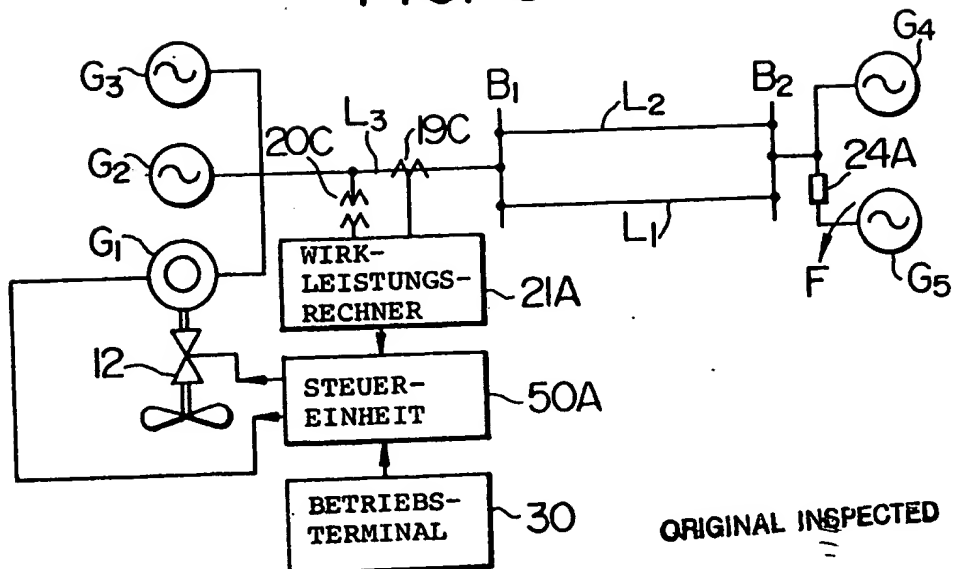 G4
G3
B1
L2
B2
L3
19C
20C
24A
G2
G1
L1
WIRK-
LEISTUNGS-
RECHNER
21A
F
G5
12
STEUER-
EINHEIT
50A
BETRIEBS-
TERMINAL
30
ORIGINAL INSPECTED